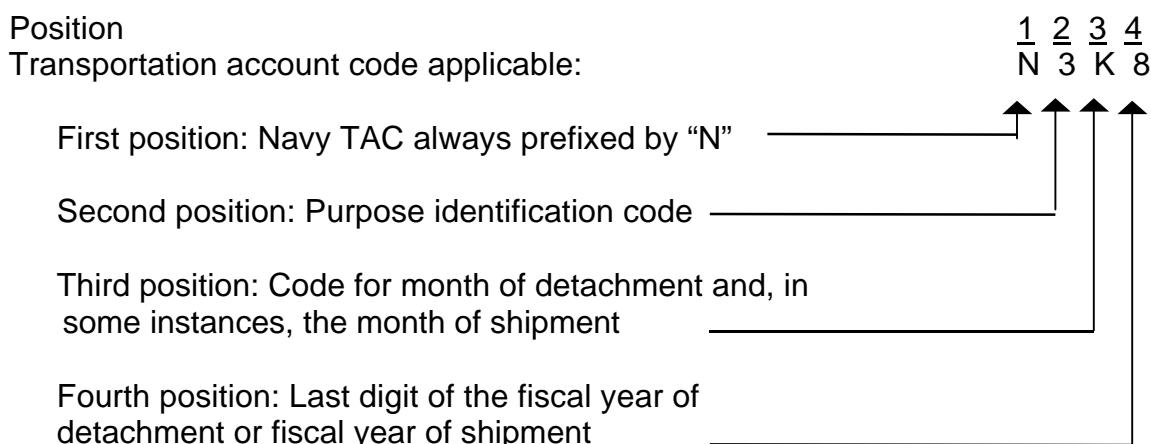 Position 1 2 3 4
Transportation account code applicable: N 3 K 8
First position: Navy TAC always prefixed by “N”
Second position: Purpose identification code
Third position: Code for month of detachment and, in
some instances, the month of shipment
Fourth position: Last digit of the fiscal year of
detachment or fiscal year of shipment